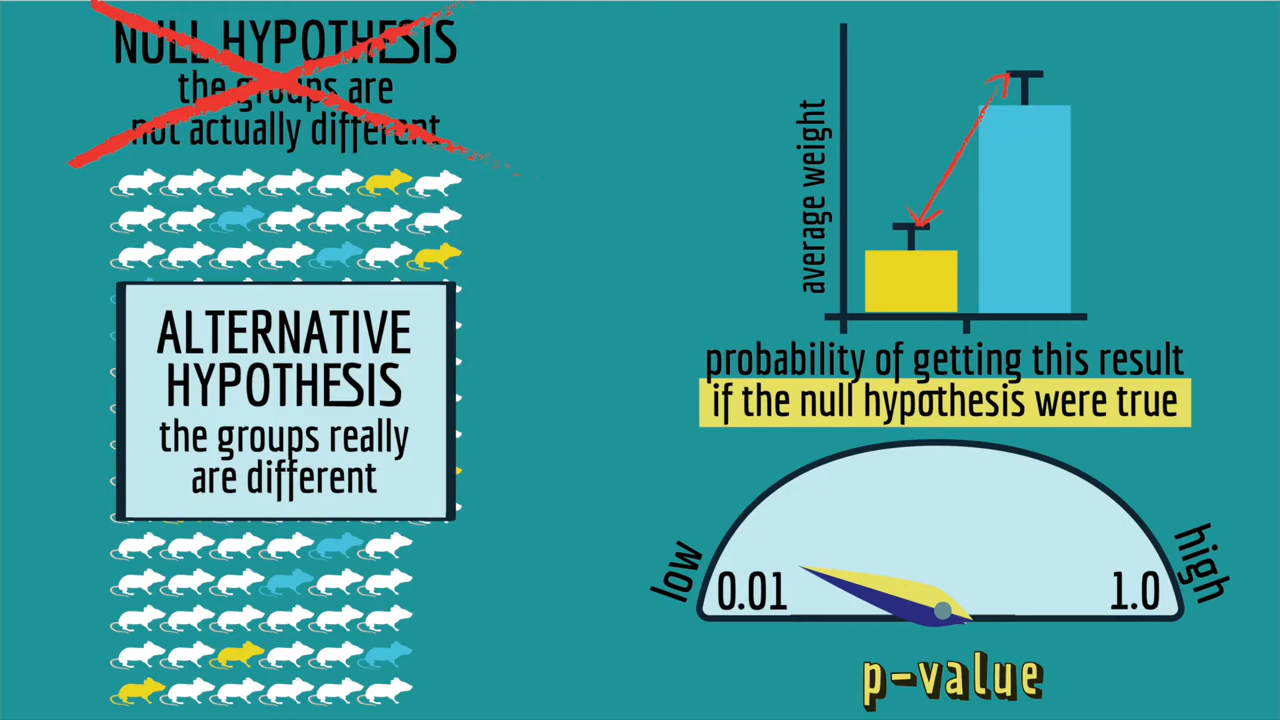 NULL HYPOTHESIS
the groups are
not actually different
ALTERNATIVE
HYPOTHESIS
the groups really
are different
average weight
probability of getting this result
if the null hypothesis were true
low
0.01
1.0
high
p-value